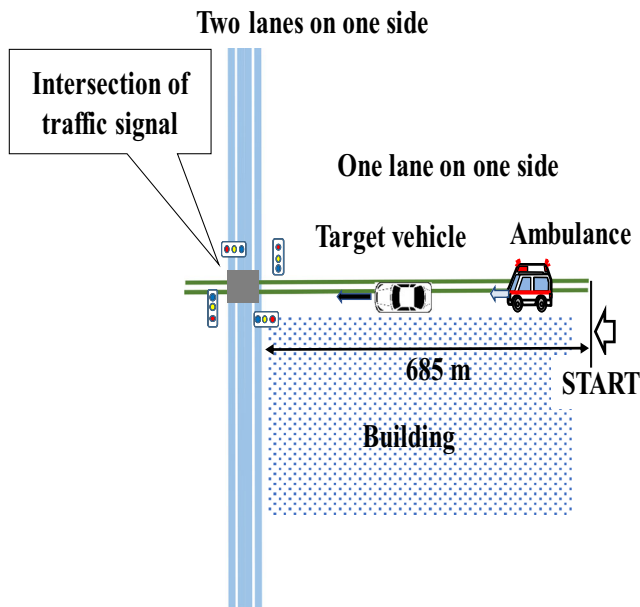 Two lanes on one side
Intersection of
traffic signal
One lane on one side
Target vehicle
Ambulance
685 m
START
Building